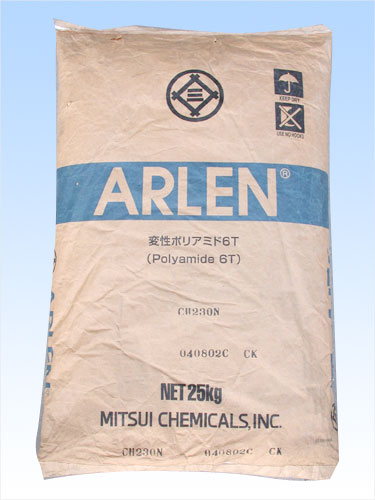 KEEP DRY
USE NO HOOKS
ARLEN®
変性ポリアミド6T
(Polyamide 6T)
CH230N
040802C CK
NET 25kg
MITSUI CHEMICALS, INC.
CH230N 040802C CK